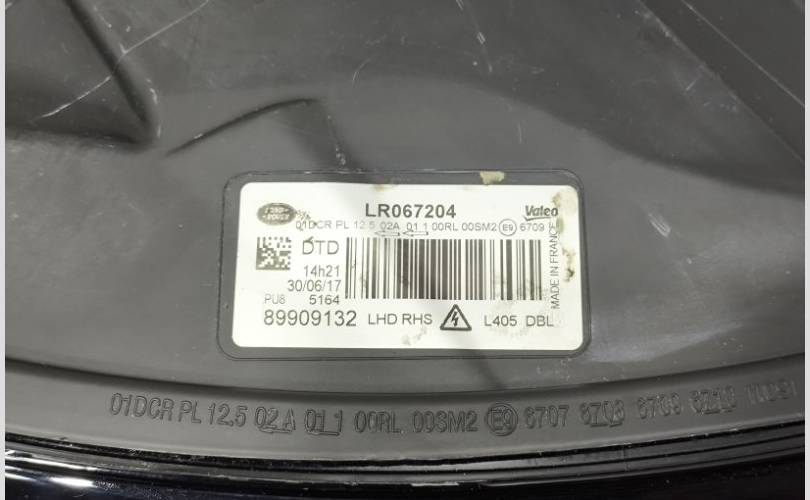 LR067204
Valeo
LAND
ROVER
01DCR PL 12.5 02A 01 1 00RL 00SM2 E9 6709
DTD
14h21
30/06/17
PU8 5164
MADE IN FRANCE
89909132 LHD RHS L405 DBL
01DCR PL 12.5 02A 01 1 00RL 00SM2 E9 6707 6708 6709 6710